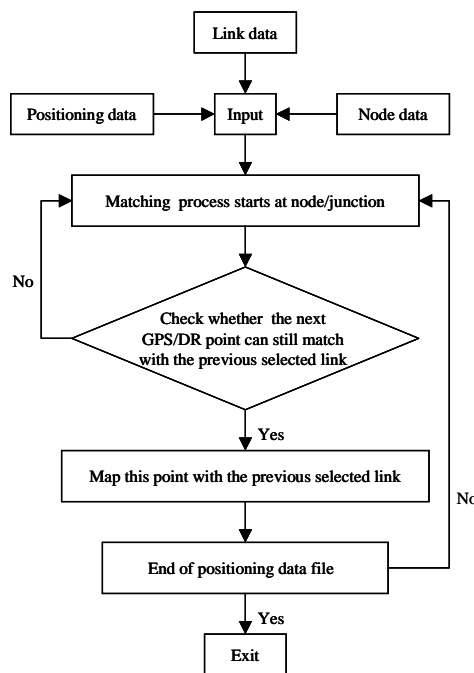 Link data
Positioning data
Input
Node data
Matching process starts at node/junction
No
Check whether the next
GPS/DR point can still match
with the previous selected link
Yes
Map this point with the previous selected link
No
End of positioning data file
Yes
Exit